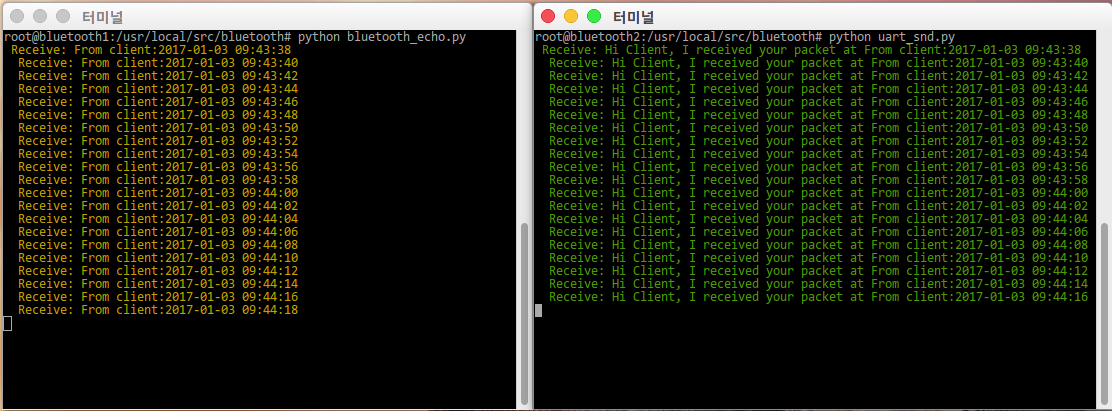 터미널
root@bluetooth1:/usr/local/src/bluetooth# python bluetooth_echo.py
Receive: From client:2017-01-03 09:43:38
Receive: From client:2017-01-03 09:43:40
Receive: From client:2017-01-03 09:43:42
Receive: From client:2017-01-03 09:43:44
Receive: From client:2017-01-03 09:43:46
Receive: From client:2017-01-03 09:43:48
Receive: From client:2017-01-03 09:43:50
Receive: From client:2017-01-03 09:43:52
Receive: From client:2017-01-03 09:43:54
Receive: From client:2017-01-03 09:43:56
Receive: From client:2017-01-03 09:43:58
Receive: From client:2017-01-03 09:44:00
Receive: From client:2017-01-03 09:44:02
Receive: From client:2017-01-03 09:44:04
Receive: From client:2017-01-03 09:44:06
Receive: From client:2017-01-03 09:44:08
Receive: From client:2017-01-03 09:44:10
Receive: From client:2017-01-03 09:44:12
Receive: From client:2017-01-03 09:44:14
Receive: From client:2017-01-03 09:44:16
Receive: From client:2017-01-03 09:44:18
터미널
root@bluetooth2:/usr/local/src/bluetooth# python uart_snd.py
Receive: Hi Client, I received your packet at From client:2017-01-03 09:43:38
Receive: Hi Client, I received your packet at From client:2017-01-03 09:43:40
Receive: Hi Client, I received your packet at From client:2017-01-03 09:43:42
Receive: Hi Client, I received your packet at From client:2017-01-03 09:43:44
Receive: Hi Client, I received your packet at From client:2017-01-03 09:43:46
Receive: Hi Client, I received your packet at From client:2017-01-03 09:43:48
Receive: Hi Client, I received your packet at From client:2017-01-03 09:43:50
Receive: Hi Client, I received your packet at From client:2017-01-03 09:43:52
Receive: Hi Client, I received your packet at From client:2017-01-03 09:43:54
Receive: Hi Client, I received your packet at From client:2017-01-03 09:43:56
Receive: Hi Client, I received your packet at From client:2017-01-03 09:43:58
Receive: Hi Client, I received your packet at From client:2017-01-03 09:44:00
Receive: Hi Client, I received your packet at From client:2017-01-03 09:44:02
Receive: Hi Client, I received your packet at From client:2017-01-03 09:44:04
Receive: Hi Client, I received your packet at From client:2017-01-03 09:44:06
Receive: Hi Client, I received your packet at From client:2017-01-03 09:44:08
Receive: Hi Client, I received your packet at From client:2017-01-03 09:44:10
Receive: Hi Client, I received your packet at From client:2017-01-03 09:44:12
Receive: Hi Client, I received your packet at From client:2017-01-03 09:44:14
Receive: Hi Client, I received your packet at From client:2017-01-03 09:44:16